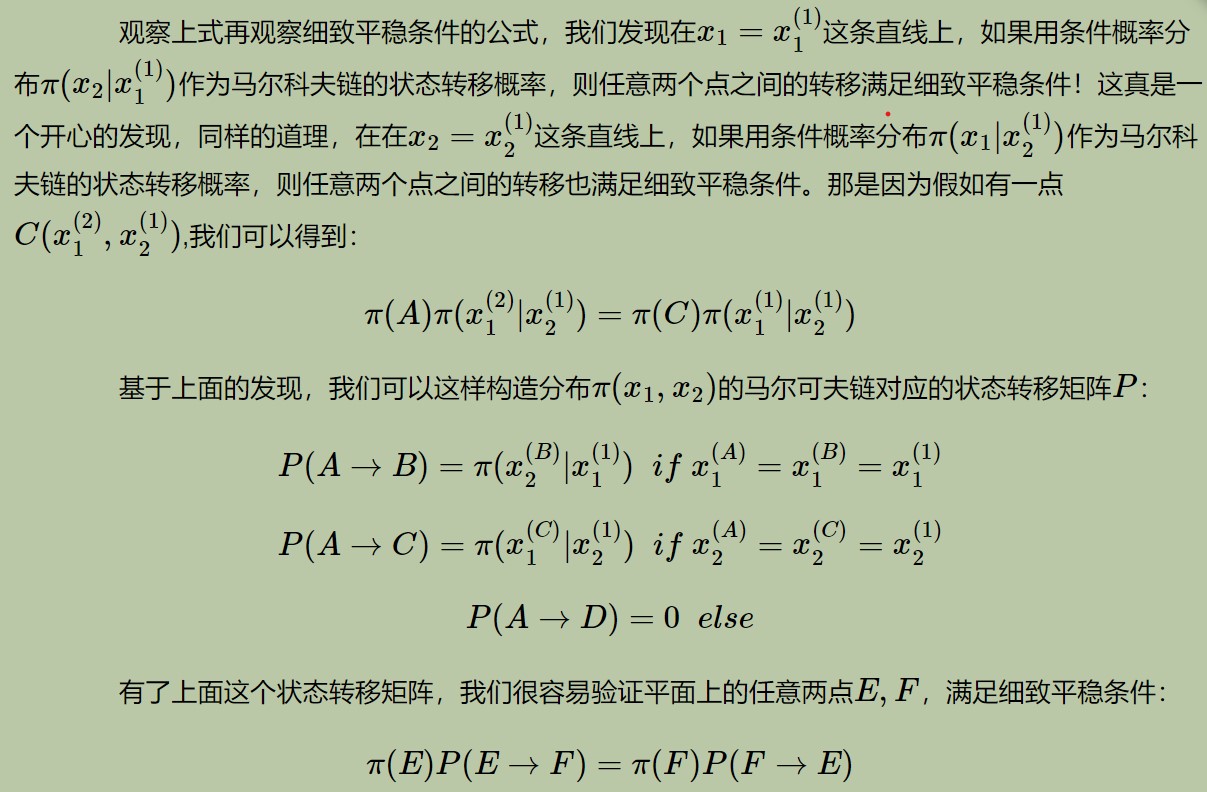 观察上式再观察细致平稳条件的公式，我们发现在$x_1 = x_1^{(1)}$这条直线上，如果用条件概率分
布$\pi(x_2|x_1^{(1)})$作为马尔科夫链的状态转移概率，则任意两个点之间的转移满足细致平稳条件！这真是一
个开心的发现，同样的道理，在在$x_2 = x_2^{(1)}$这条直线上，如果用条件概率分布$\pi(x_1|x_2^{(1)})$作为马尔科
夫链的状态转移概率，则任意两个点之间的转移也满足细致平稳条件。那是因为假如有一点
$C(x_1^{(2)}, x_2^{(1)})$,我们可以得到：
$\pi(A)\pi(x_1^{(2)}|x_2^{(1)}) = \pi(C)\pi(x_1^{(1)}|x_2^{(1)})$
基于上面的发现，我们可以这样构造分布$\pi(x_1, x_2)$的马尔可夫链对应的状态转移矩阵$P$：
$P(A \to B) = \pi(x_2^{(B)}|x_1^{(1)})\ \ if\ x_1^{(A)} = x_1^{(B)} = x_1^{(1)}$
$P(A \to C) = \pi(x_1^{(C)}|x_2^{(1)})\ \ if\ x_2^{(A)} = x_2^{(C)} = x_2^{(1)}$
$P(A \to D) = 0\ \ else$
有了上面这个状态转移矩阵，我们很容易验证平面上的任意两点$E, F$，满足细致平稳条件：
$\pi(E)P(E \to F) = \pi(F)P(F \to E)$